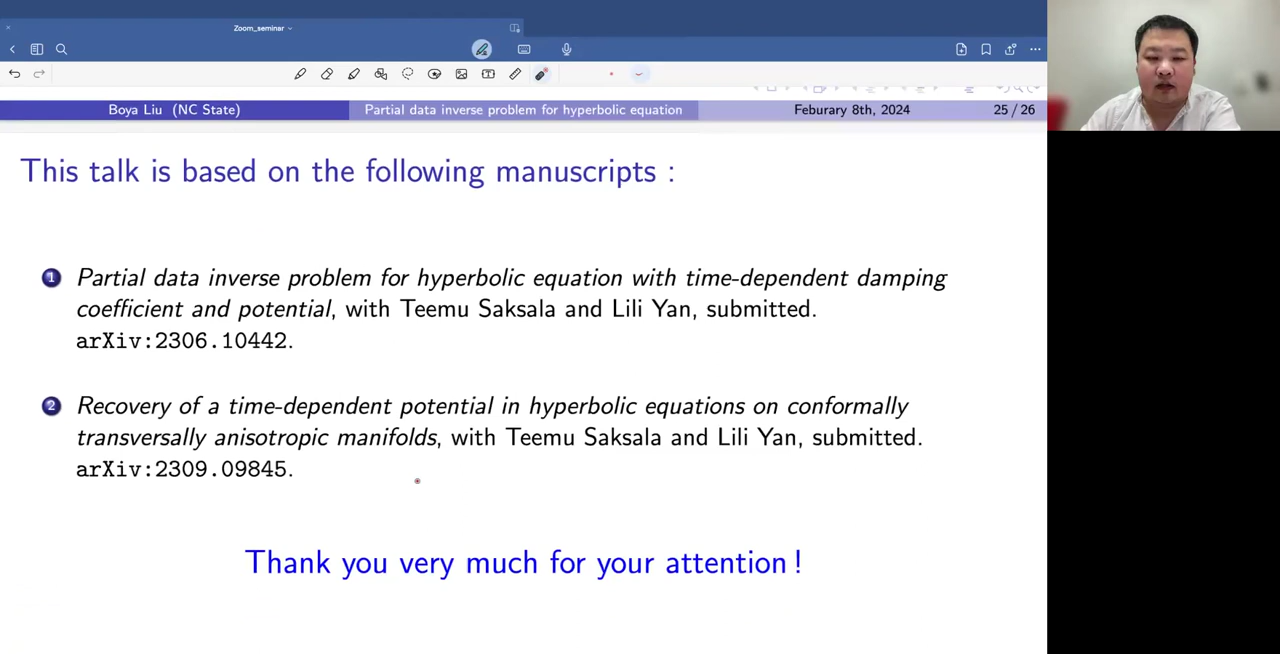 Zoom_seminar
Boya Liu (NC State) Partial data inverse problem for hyperbolic equation Feburary 8th, 2024 25 / 26
This talk is based on the following manuscripts :
1 Partial data inverse problem for hyperbolic equation with time-dependent damping
coefficient and potential, with Teemu Saksala and Lili Yan, submitted.
arXiv:2306.10442.
2 Recovery of a time-dependent potential in hyperbolic equations on conformally
transversally anisotropic manifolds, with Teemu Saksala and Lili Yan, submitted.
arXiv:2309.09845.
Thank you very much for your attention !